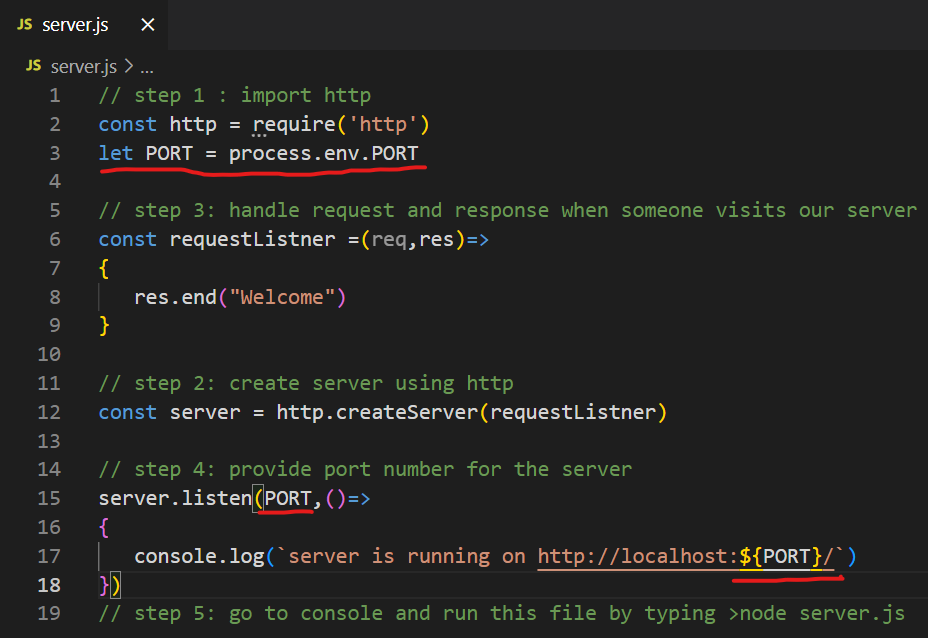 JS server.js ×
JS server.js > ...
1 // step 1 : import http
2 const http = require('http')
3 let PORT = process.env.PORT
4
5 // step 3: handle request and response when someone visits our server
6 const requestListner =(req,res)=>
7 {
8 res.end("Welcome")
9 }
10
11 // step 2: create server using http
12 const server = http.createServer(requestListner)
13
14 // step 4: provide port number for the server
15 server.listen(PORT,()=>
16 {
17 console.log(`server is running on http://localhost:${PORT}/`)
18 })
19 // step 5: go to console and run this file by typing >node server.js